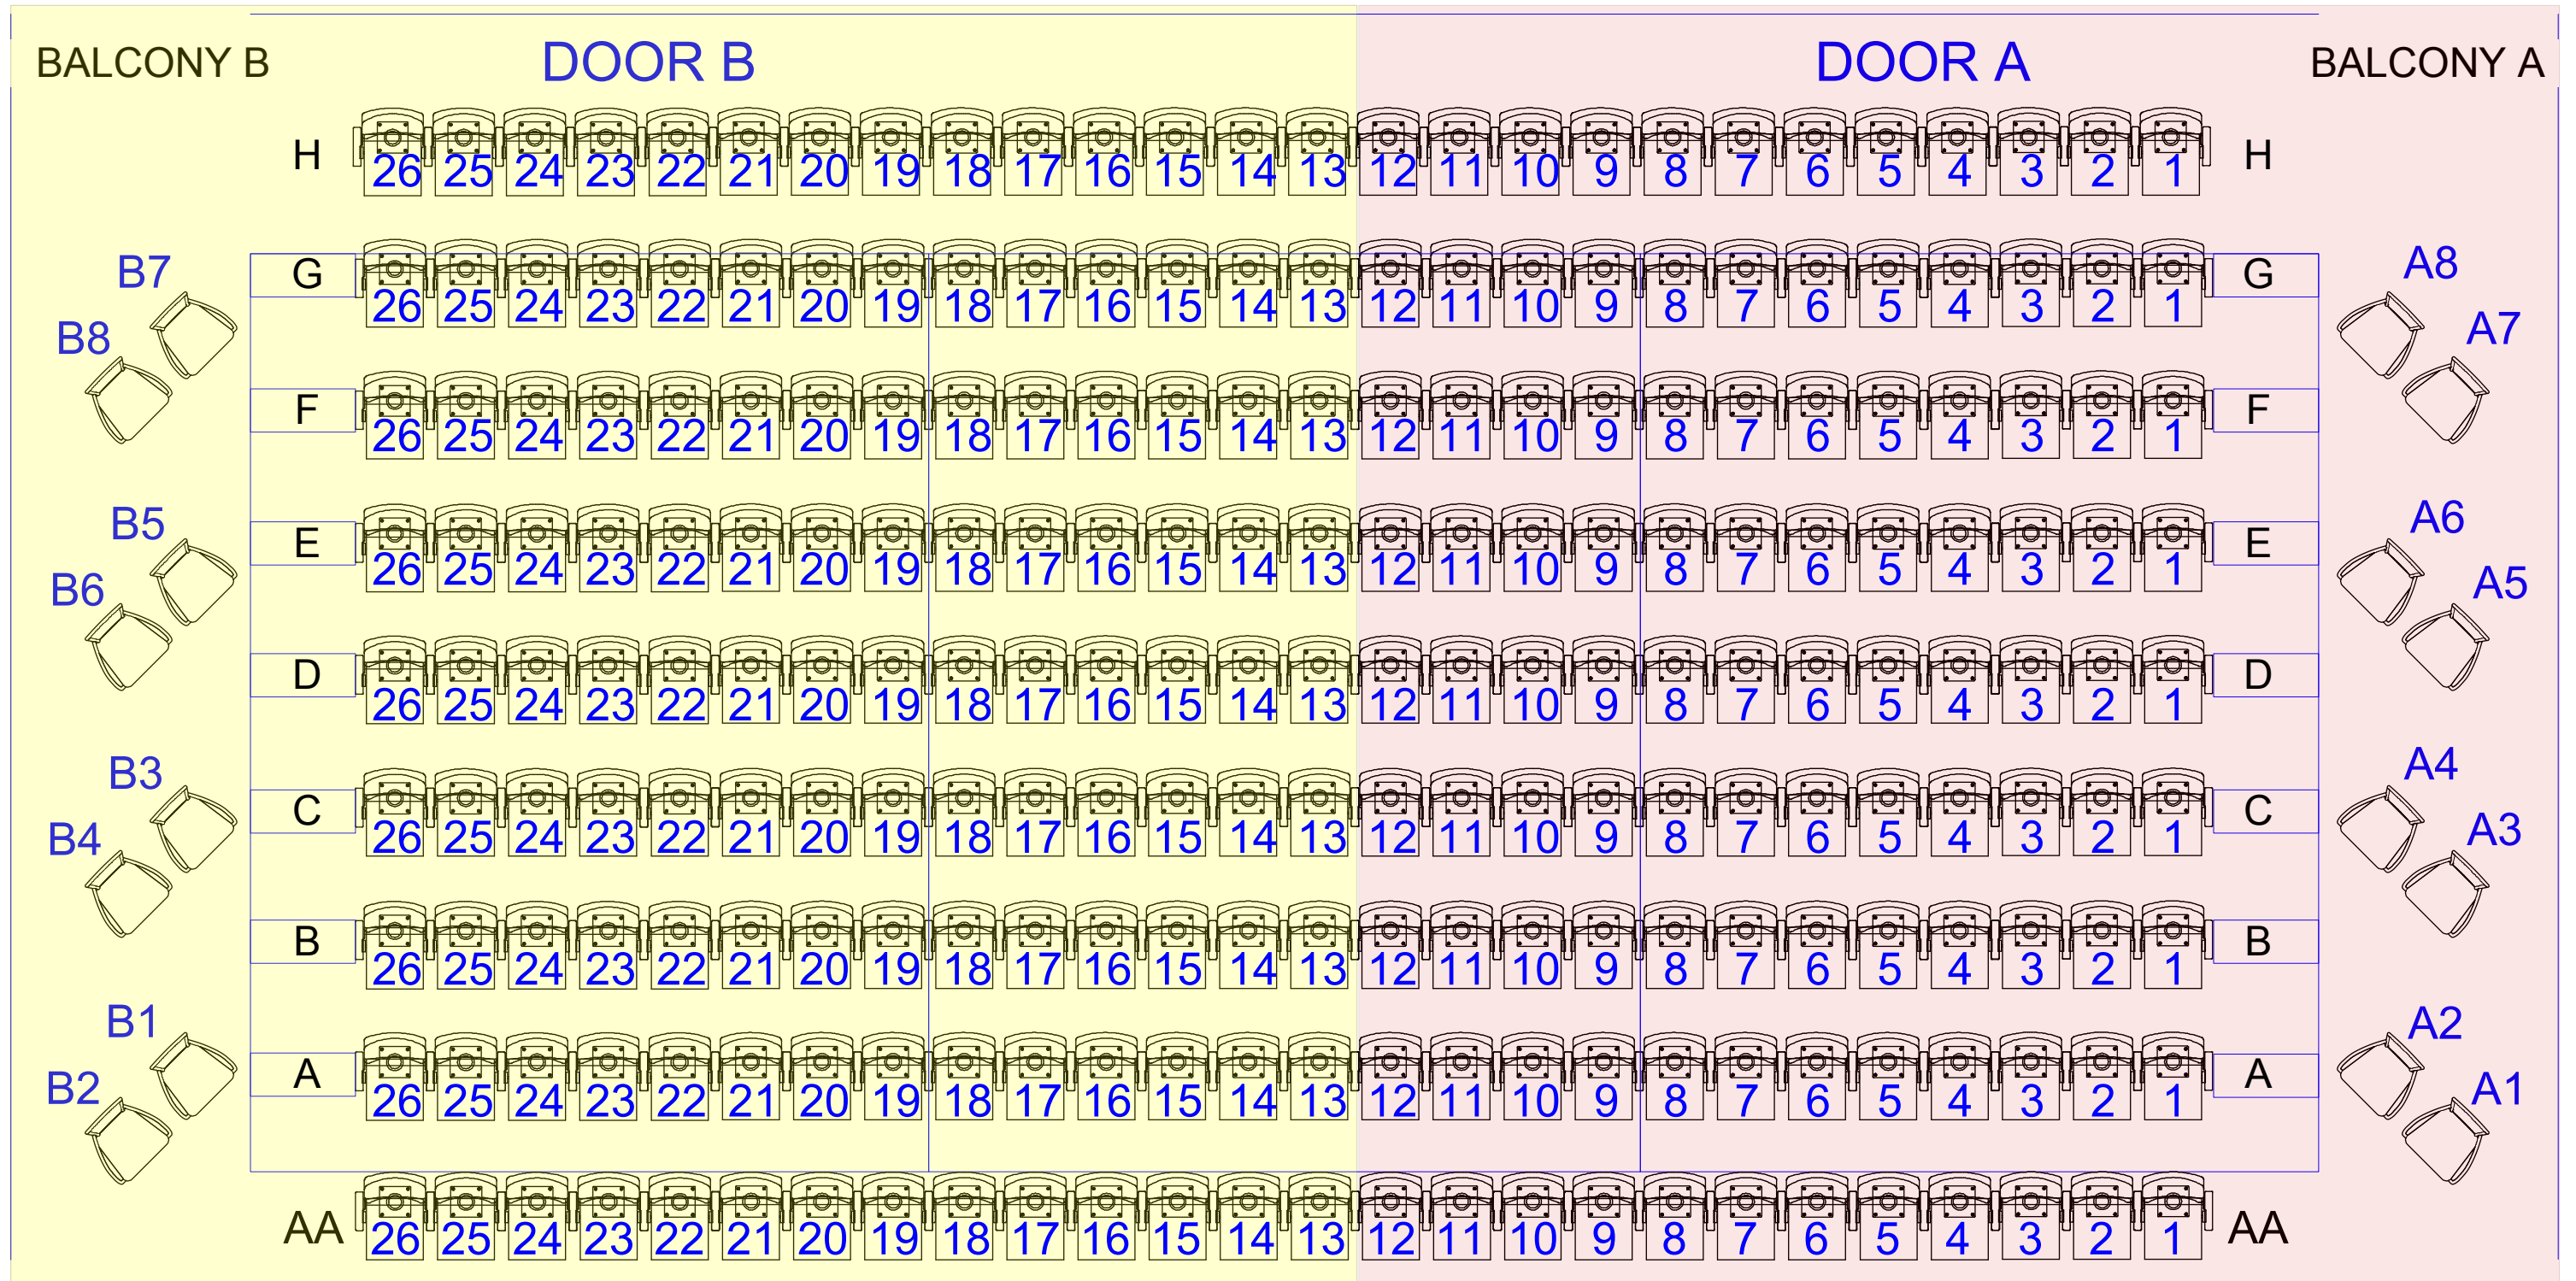 BALCONY B DOOR B DOOR A BALCONY A
H 26 25 24 23 22 21 20 19 18 17 16 15 14 13 12 11 10 9 8 7 6 5 4 3 2 1 H
B7 G 26 25 24 23 22 21 20 19 18 17 16 15 14 13 12 11 10 9 8 7 6 5 4 3 2 1 G A8
B8 A7
F 26 25 24 23 22 21 20 19 18 17 16 15 14 13 12 11 10 9 8 7 6 5 4 3 2 1 F
B5 E 26 25 24 23 22 21 20 19 18 17 16 15 14 13 12 11 10 9 8 7 6 5 4 3 2 1 E A6
B6 A5
D 26 25 24 23 22 21 20 19 18 17 16 15 14 13 12 11 10 9 8 7 6 5 4 3 2 1 D
B3 A4
B4 C 26 25 24 23 22 21 20 19 18 17 16 15 14 13 12 11 10 9 8 7 6 5 4 3 2 1 C A3
B 26 25 24 23 22 21 20 19 18 17 16 15 14 13 12 11 10 9 8 7 6 5 4 3 2 1 B
B1 A2
B2 A 26 25 24 23 22 21 20 19 18 17 16 15 14 13 12 11 10 9 8 7 6 5 4 3 2 1 A A1
AA 26 25 24 23 22 21 20 19 18 17 16 15 14 13 12 11 10 9 8 7 6 5 4 3 2 1 AA